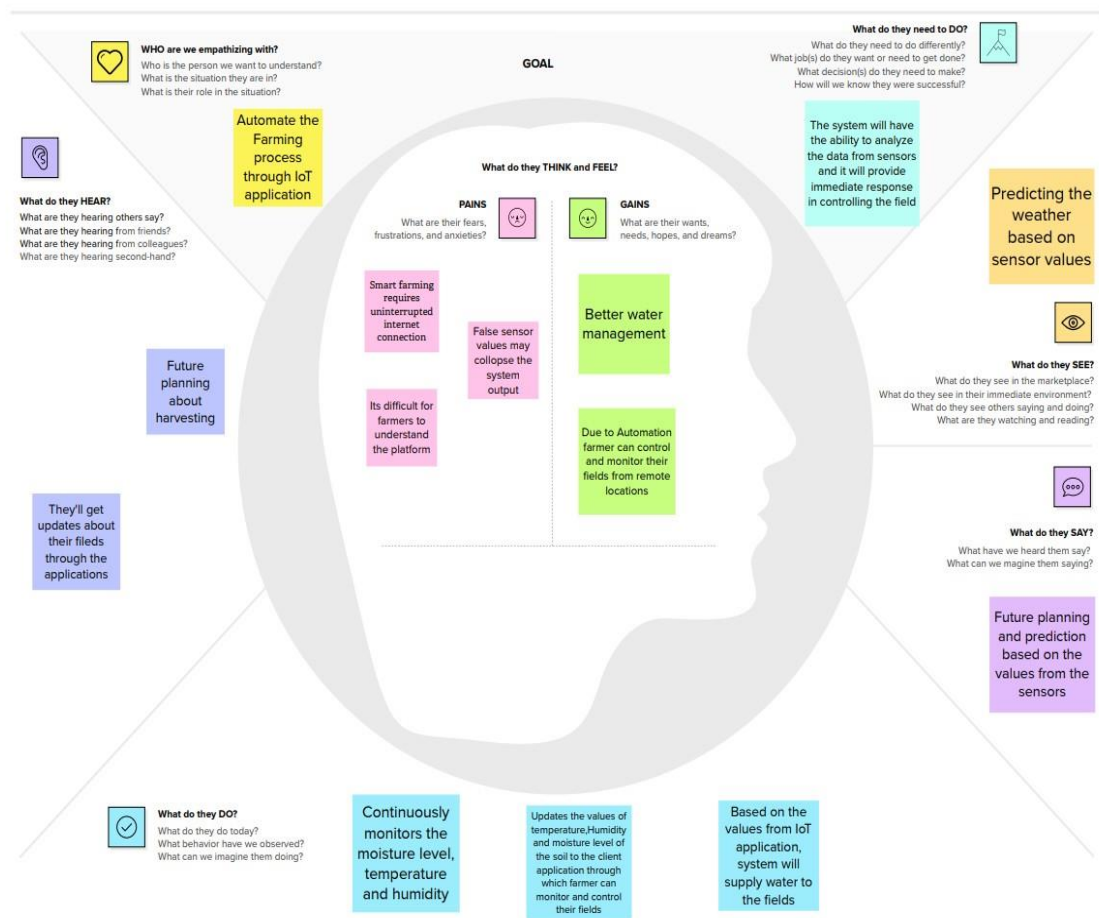 WHO are we empathizing with?
Who is the person we want to understand?
What is the situation they are in?
What is their role in the situation?
GOAL
What do they need to DO?
What do they need to do differently?
What job(s) do they want or need to get done?
What decision(s) do they need to make?
How will we know they were successful?
Automate the
Farming
process
through IoT
application
The system will have
the ability to analyze
the data from sensors
and it will provide
immediate response
in controlling the field
What do they HEAR?
What are they hearing others say?
What are they hearing from friends?
What are they hearing from colleagues?
What are they hearing second-hand?
What do they THINK and FEEL?
PAINS
What are their fears,
frustrations, and anxieties?
GAINS
What are their wants,
needs, hopes, and dreams?
Predicting the
weather
based on
sensor values
Smart farming
requires
uninterrupted
internet
connection
False sensor
values may
collopse the
system
output
Its difficult for
farmers to
understand
the platform
Better water
management
Due to Automation
farmer can control
and monitor their
fields from remote
locations
What do they SEE?
What do they see in the marketplace?
What do they see in their immediate environment?
What do they see others saying and doing?
What are they watching and reading?
Future
planning
about
harvesting
They'll get
updates about
their fileds
through the
applications
What do they SAY?
What have we heard them say?
What can we magine them saying?
Future planning
and prediction
based on the
values from the
sensors
What do they DO?
What do they do today?
What behavior have we observed?
What can we imagine them doing?
Continuously
monitors the
moisture level,
temperature
and humidity
Updates the values of
temperature,Humidity
and moisture level of
the soil to the client
application through
which farmer can
monitor and control
their fields
Based on the
values from IoT
application,
system will
supply water to
the fields